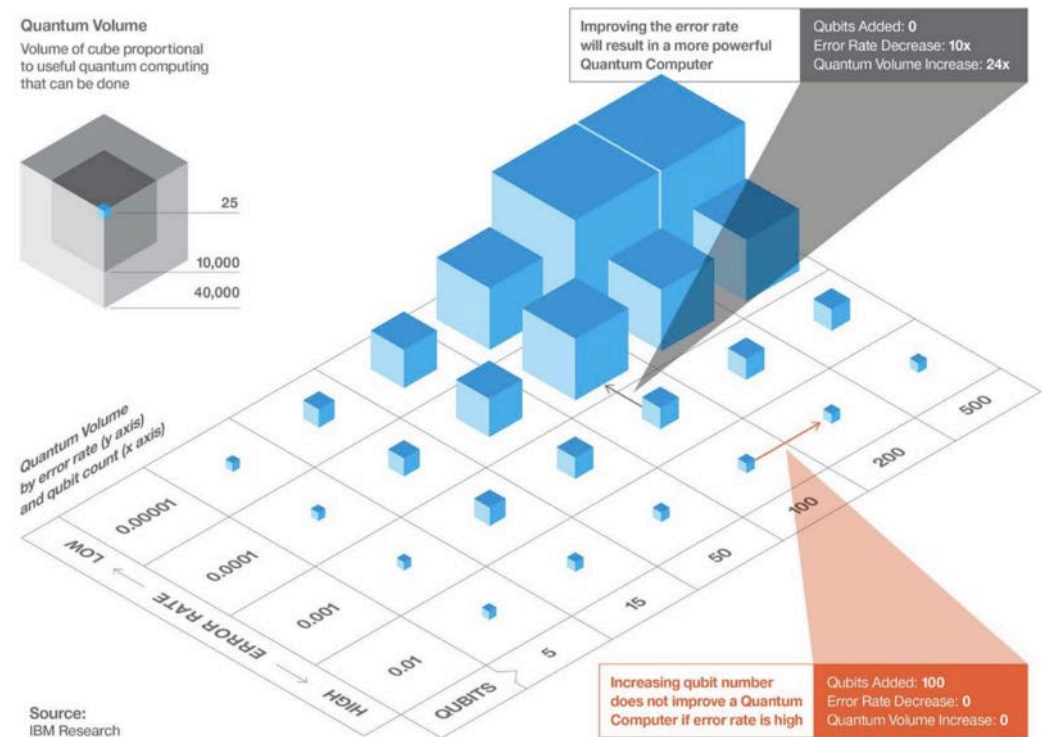 Quantum Volume
Volume of cube proportional
to useful quantum computing
that can be done
25
10,000
40,000
Improving the error rate
will result in a more powerful
Quantum Computer
Qubits Added: 0
Error Rate Decrease: 10x
Quantum Volume Increase: 24x
Quantum Volume
by error rate (y axis)
and qubit count (x axis)
0.00001
0.0001
0.001
0.01
LOW
ERROR RATE
HIGH
QUBITS
5
15
50
100
200
500
Increasing qubit number
does not improve a Quantum
Computer if error rate is high
Qubits Added: 100
Error Rate Decrease: 0
Quantum Volume Increase: 0
Source:
IBM Research